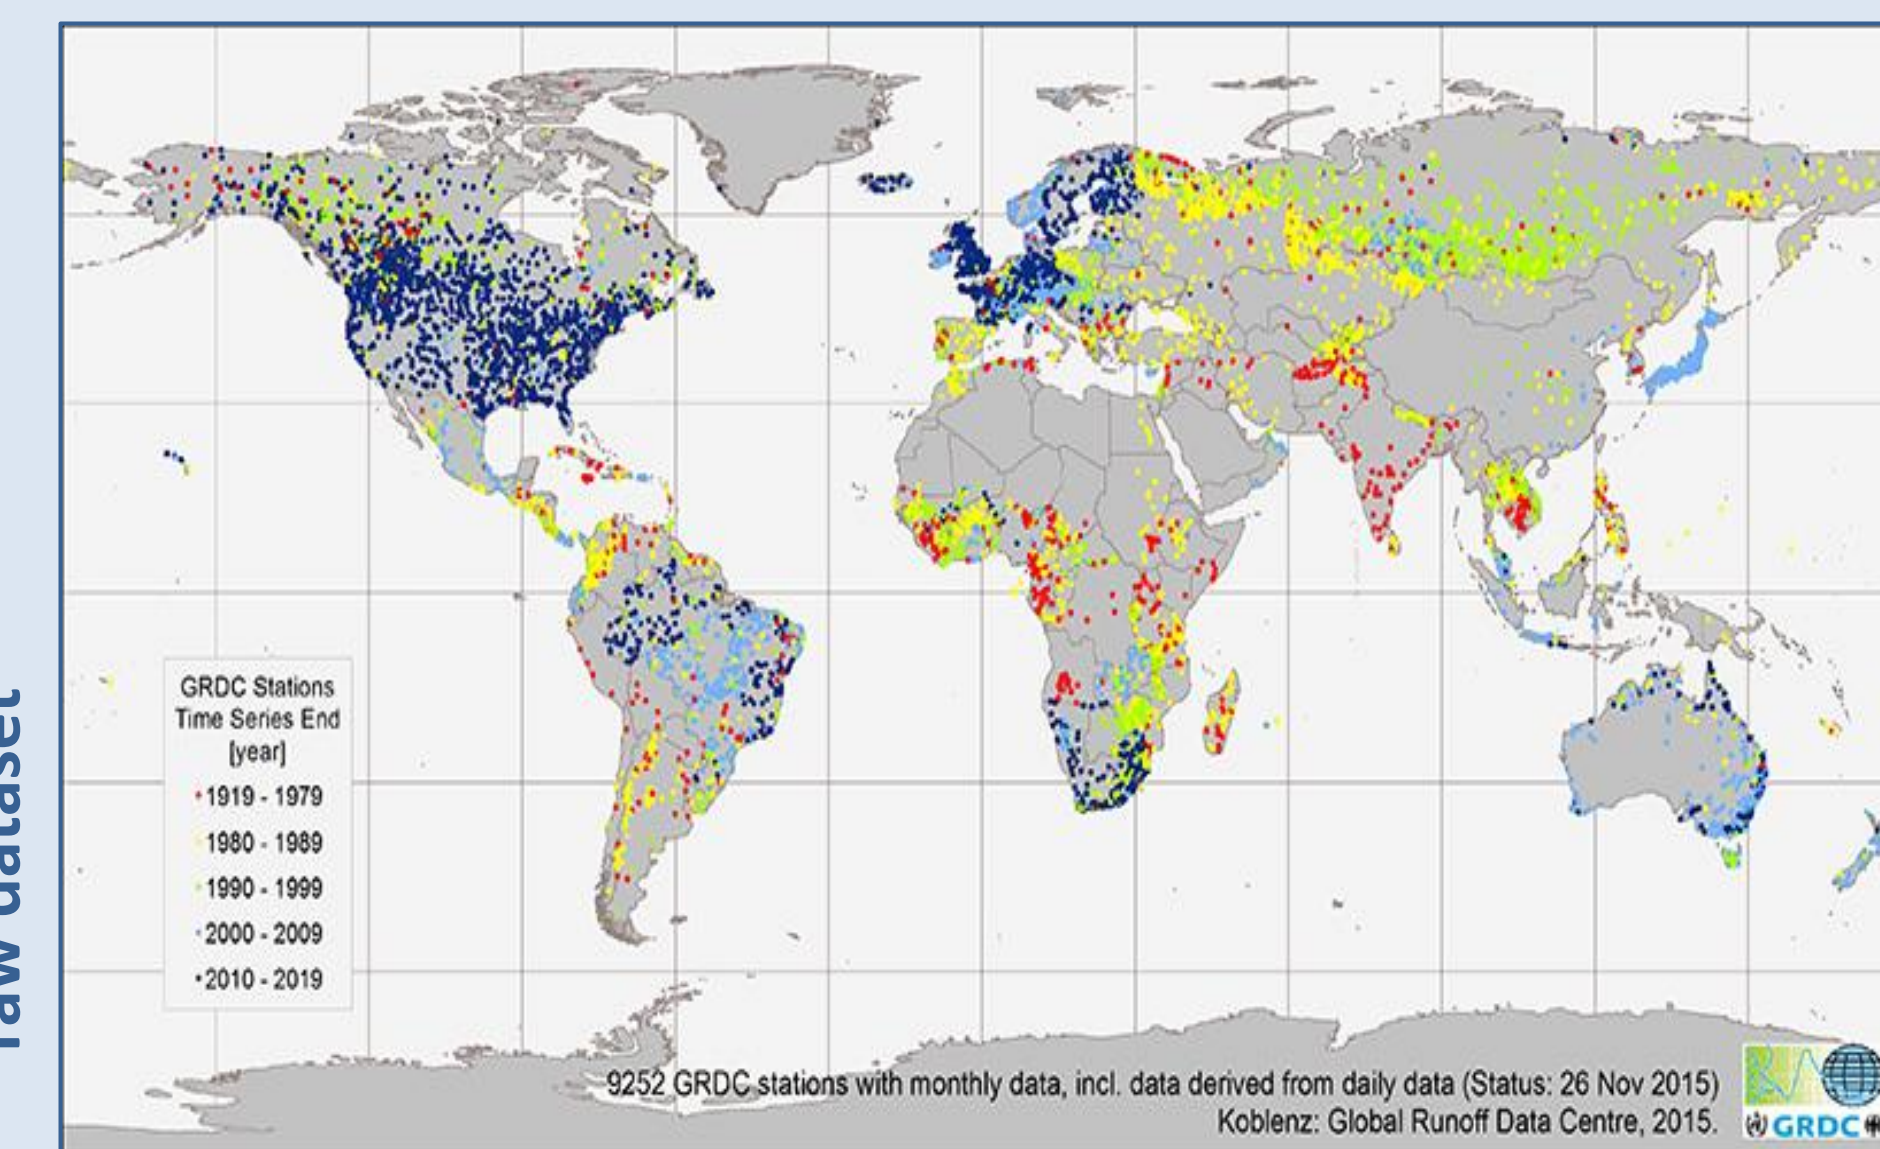 raw dataset
GRDC Stations
Time Series End
[year]
1919 - 1979
1980 - 1989
1990 - 1999
2000 - 2009
2010 - 2019
9252 GRDC stations with monthly data, incl. data derived from daily data (Status: 26 Nov 2015)
Koblenz: Global Runoff Data Centre, 2015.
GRDC